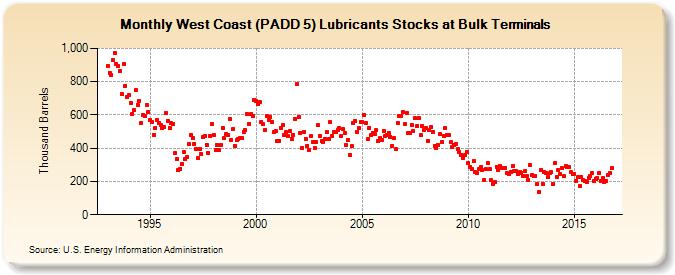 Monthly West Coast (PADD 5) Lubricants Stocks at Bulk Terminals
Thousand Barrels
1,000
800
600
400
200
0
1995 2000 2005 2010 2015
Source: U.S. Energy Information Administration